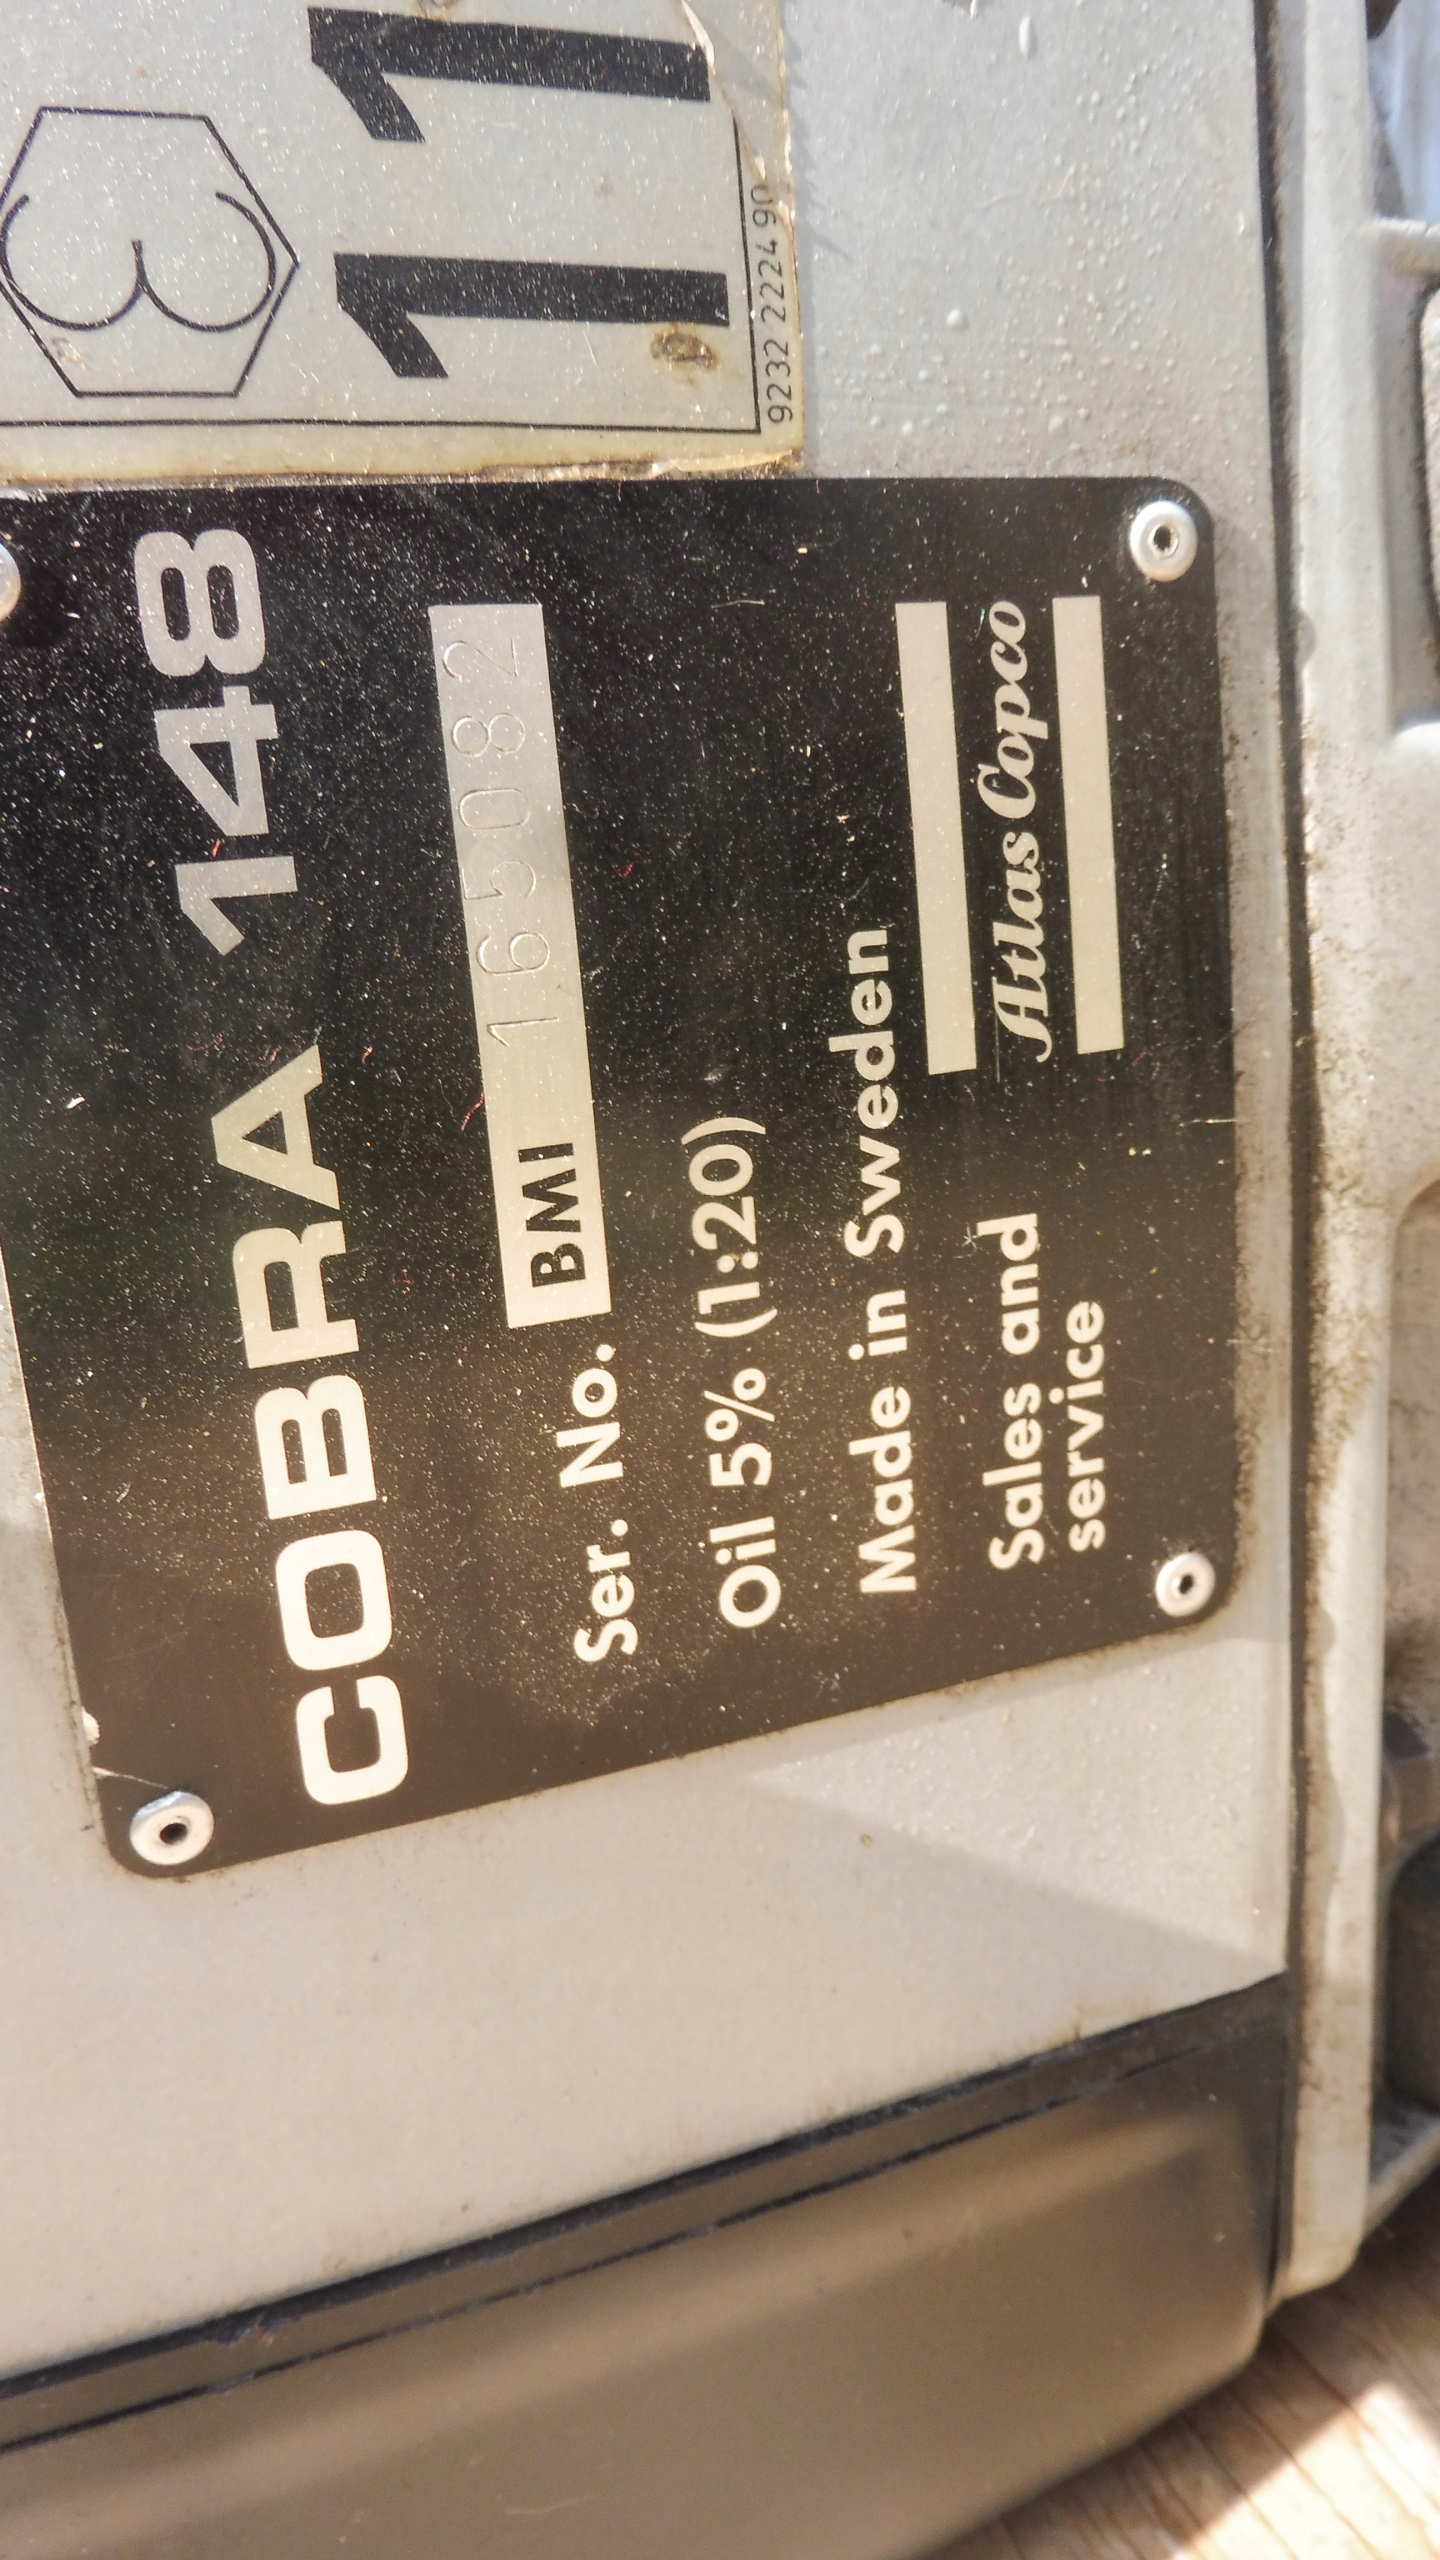 COBRA 148
Ser. No. BMI 165082
Oil 5% (1:20)
Made in Sweden
Sales and
service
Atlas Copco
11
9232 2224 90